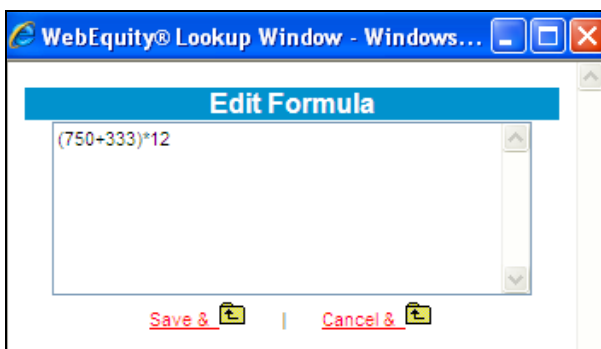 WebEquity® Lookup Window - Windows...
Edit Formula
(750+333)*12
Save & | Cancel &